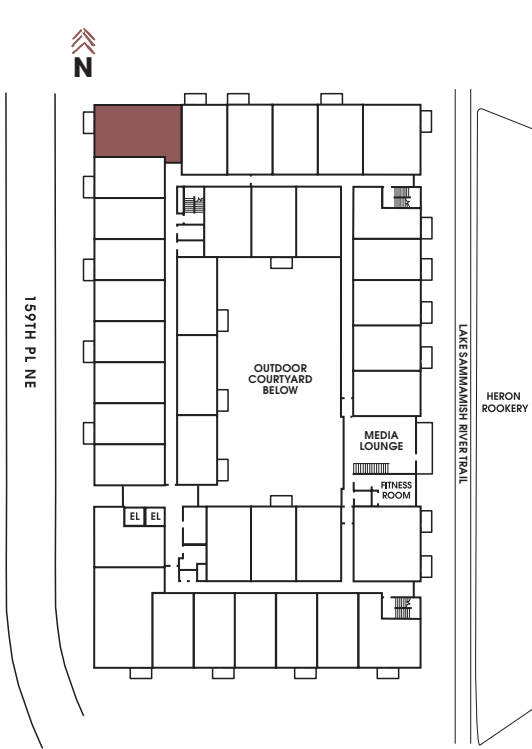 N
159TH PL NE
OUTDOOR
COURTYARD
BELOW
LAKE SAMMAMISH RIVER TRAIL
HERON
ROOKERY
MEDIA
LOUNGE
FITNESS
ROOM
EL EL